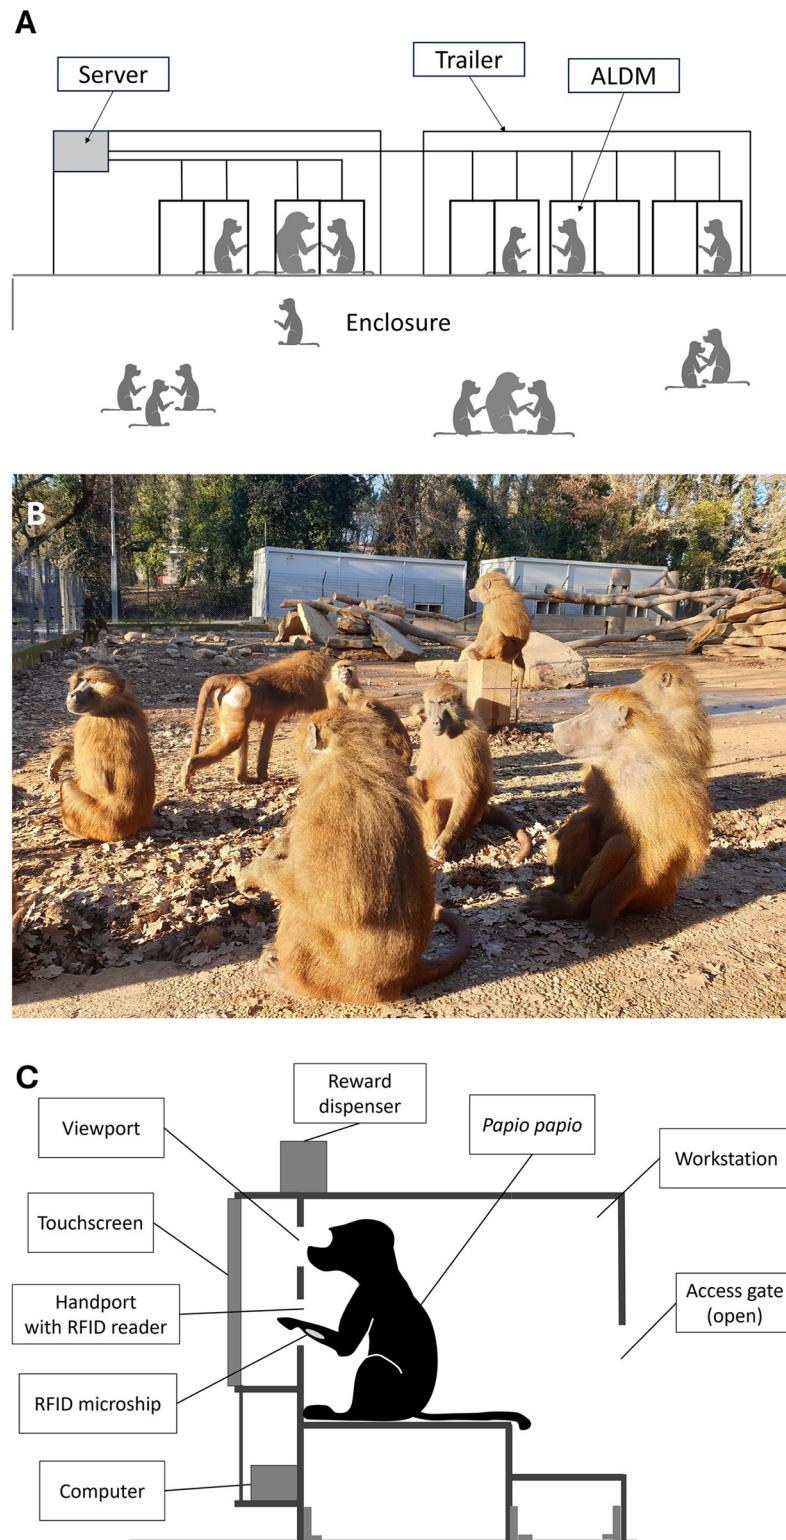 A
Server
Trailer
ALDM
Enclosure
B
C
Reward
dispenser
Viewport
Papio papio
Workstation
Touchscreen
Handport
with RFID reader
Access gate
(open)
RFID microship
Computer